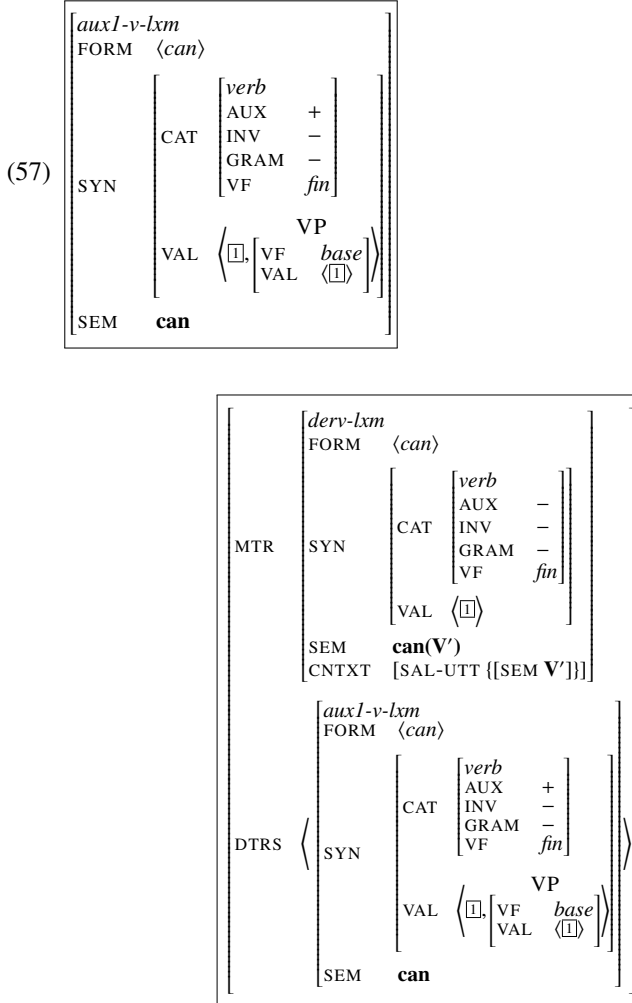 aux1-v-lxm
FORM ⟨can⟩
verb
AUX +
CAT INV −
GRAM −
(57) SYN VF fin
VP
VAL ⟨[1], [VF base
VAL ⟨[1]⟩]⟩
SEM can
derv-lxm
FORM ⟨can⟩
verb
AUX −
CAT INV −
MTR SYN GRAM −
VF fin
VAL ⟨[1]⟩
SEM can(V′)
CNTXT [SAL-UTT {[SEM V′]}]
aux1-v-lxm
FORM ⟨can⟩
verb
AUX +
CAT INV −
GRAM −
DTRS ⟨ SYN VF fin ⟩
VP
VAL ⟨[1], [VF base
VAL ⟨[1]⟩]⟩
SEM can